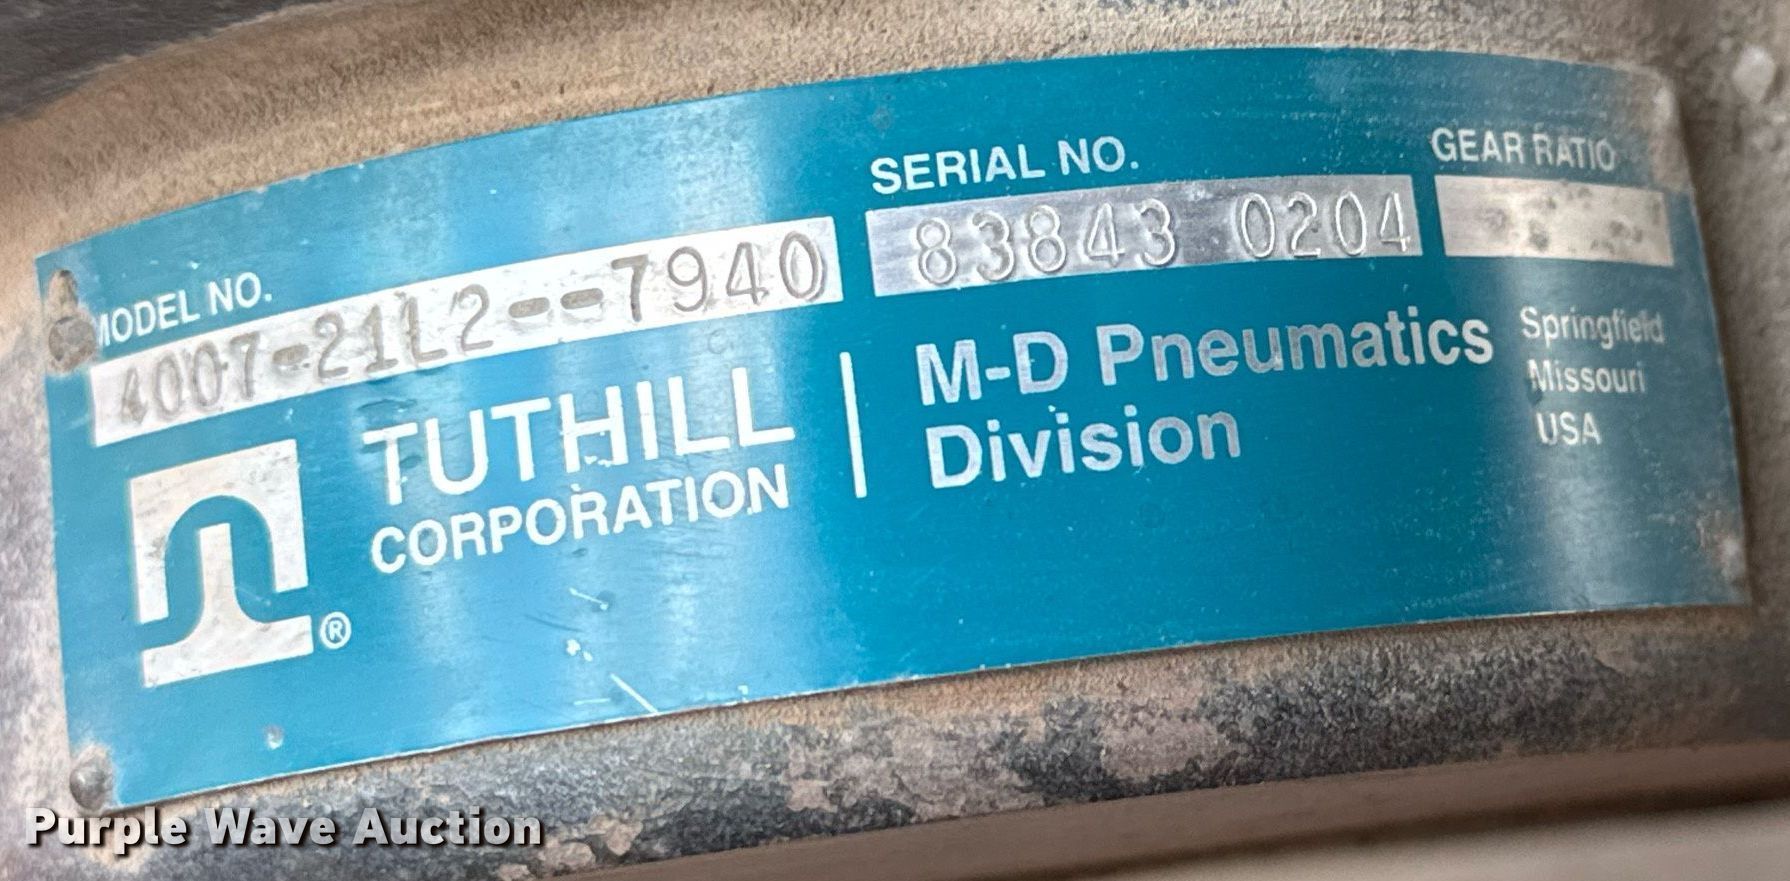 MODEL NO.
4007-21L2--7940
SERIAL NO.
83843 0204
GEAR RATIO
TUTHILL
CORPORATION
®
M-D Pneumatics
Division
Springfield
Missouri
USA
Purple Wave Auction